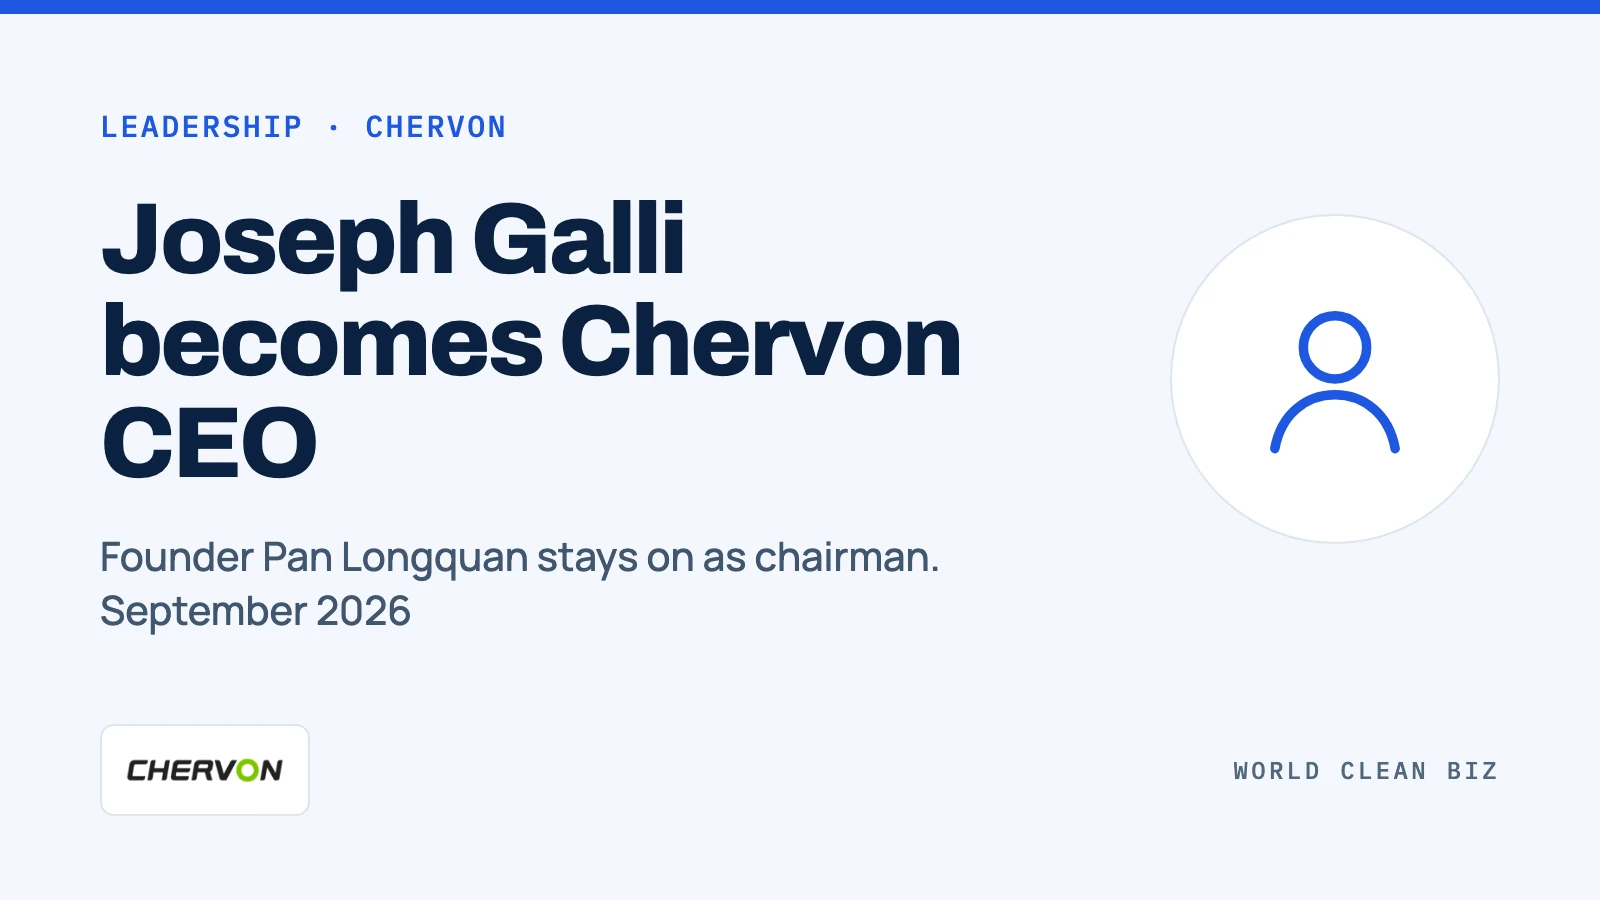 LEADERSHIP · CHERVON
Joseph Galli
becomes Chervon
CEO
Founder Pan Longquan stays on as chairman.
September 2026
CHERVON
WORLD CLEAN BIZ